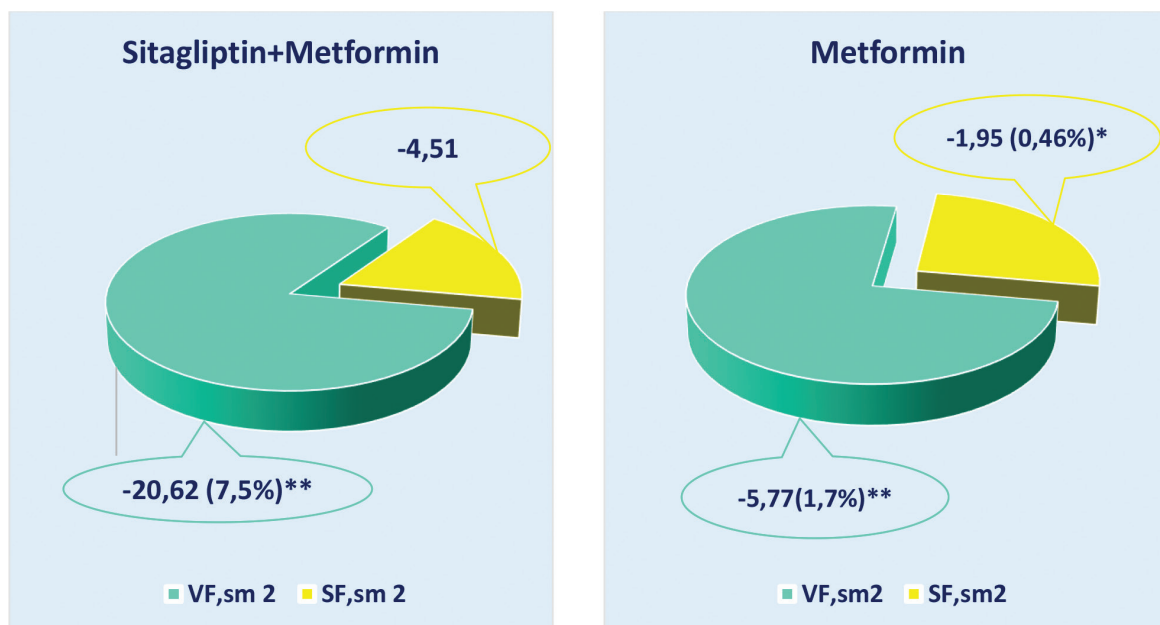 Sitagliptin+Metformin
-4,51
-20,62 (7,5%)**
VF,sm 2 SF,sm 2
Metformin
-1,95 (0,46%)*
-5,77(1,7%)**
VF,sm2 SF,sm2